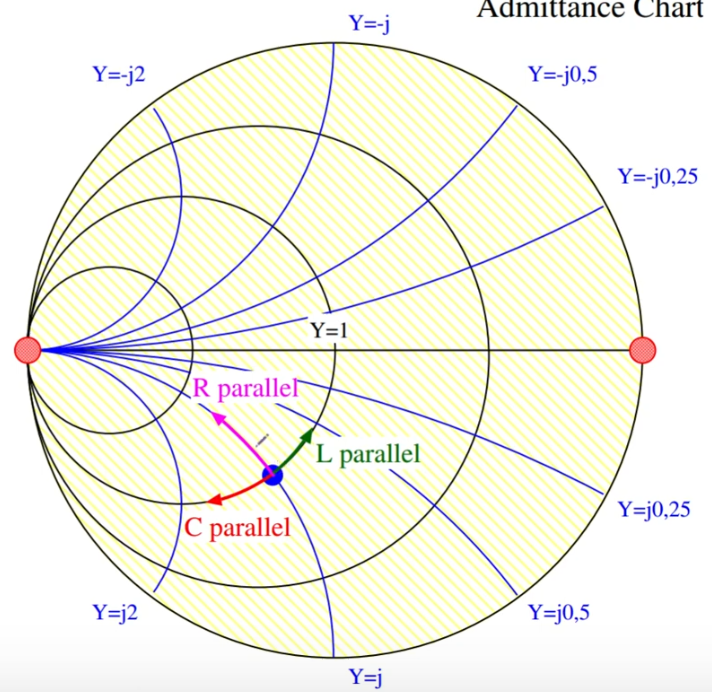 Admittance Chart
Y=-j
Y=-j2
Y=-j0,5
Y=-j0,25
Y=1
R parallel
L parallel
C parallel
Y=j0,25
Y=j2
Y=j0,5
Y=j